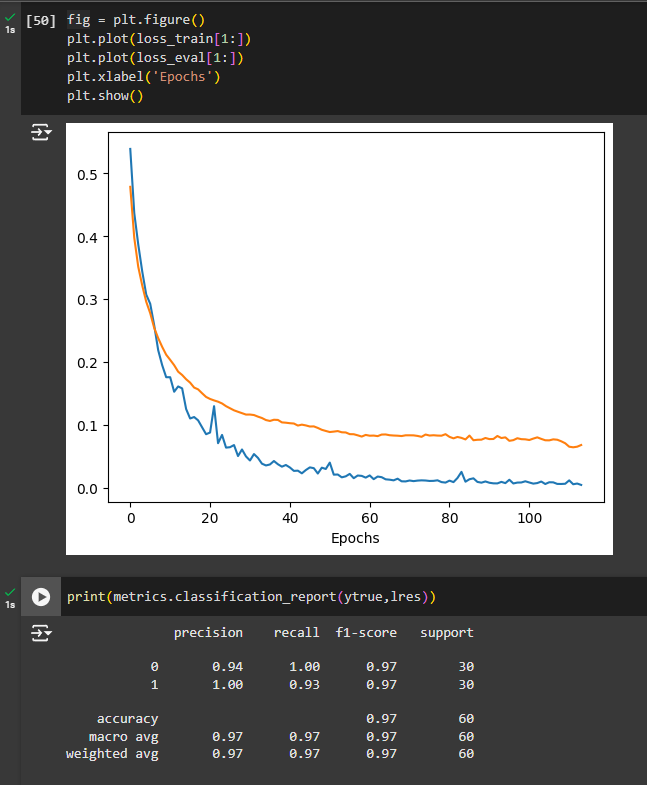 [50] fig = plt.figure()
1s
plt.plot(loss_train[1:])
plt.plot(loss_eval[1:])
plt.xlabel('Epochs')
plt.show()
0.5
0.4
0.3
0.2
0.1
0.0
0 20 40 60 80 100
Epochs
print(metrics.classification_report(ytrue,lres))
1s
precision recall f1-score support
0 0.94 1.00 0.97 30
1 1.00 0.93 0.97 30
accuracy 0.97 60
macro avg 0.97 0.97 0.97 60
weighted avg 0.97 0.97 0.97 60